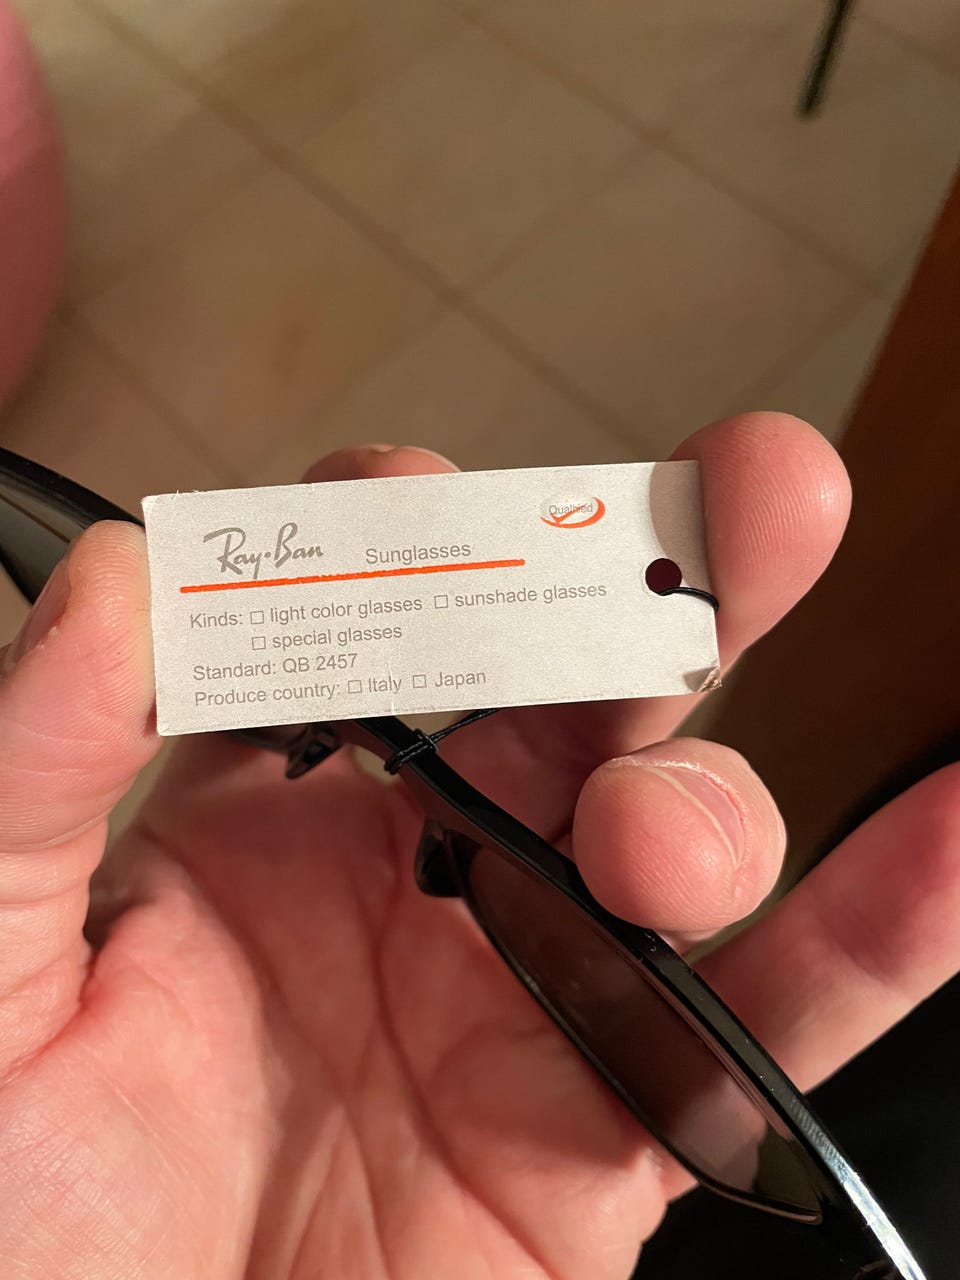 Ray·Ban Sunglasses
Qualified
Kinds: □ light color glasses □ sunshade glasses
□ special glasses
Standard: QB 2457
Produce country: □ Italy □ Japan